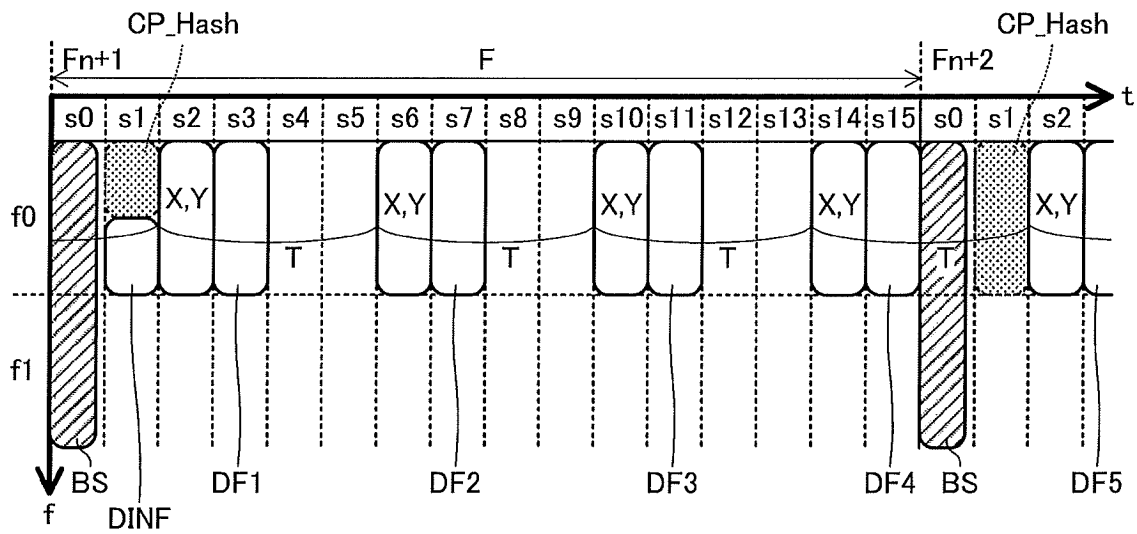 CP_Hash CP_Hash
Fn+1 F Fn+2
t
s0 s1 s2 s3 s4 s5 s6 s7 s8 s9 s10 s11 s12 s13 s14 s15 s0 s1 s2
X,Y X,Y X,Y X,Y X,Y
f0
T T T T
f1
BS DF1 DF2 DF3 DF4 BS DF5
f DINF